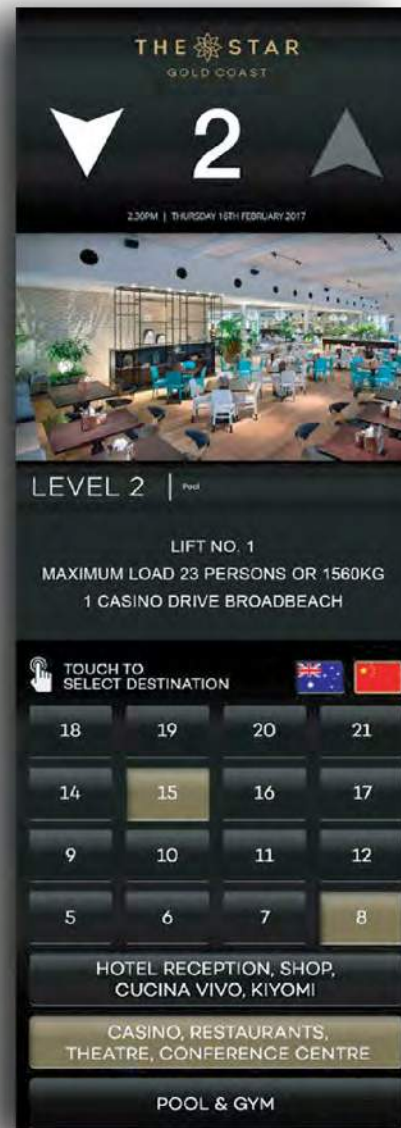 THE STAR
GOLD COAST
2
2.30PM | THURSDAY 16TH FEBRUARY 2017
LEVEL 2 | Pool
LIFT NO. 1
MAXIMUM LOAD 23 PERSONS OR 1560KG
1 CASINO DRIVE BROADBEACH
TOUCH TO
SELECT DESTINATION
18 19 20 21
14 15 16 17
9 10 11 12
5 6 7 8
HOTEL RECEPTION, SHOP,
CUCINA VIVO, KIYOMI
CASINO, RESTAURANTS,
THEATRE, CONFERENCE CENTRE
POOL & GYM